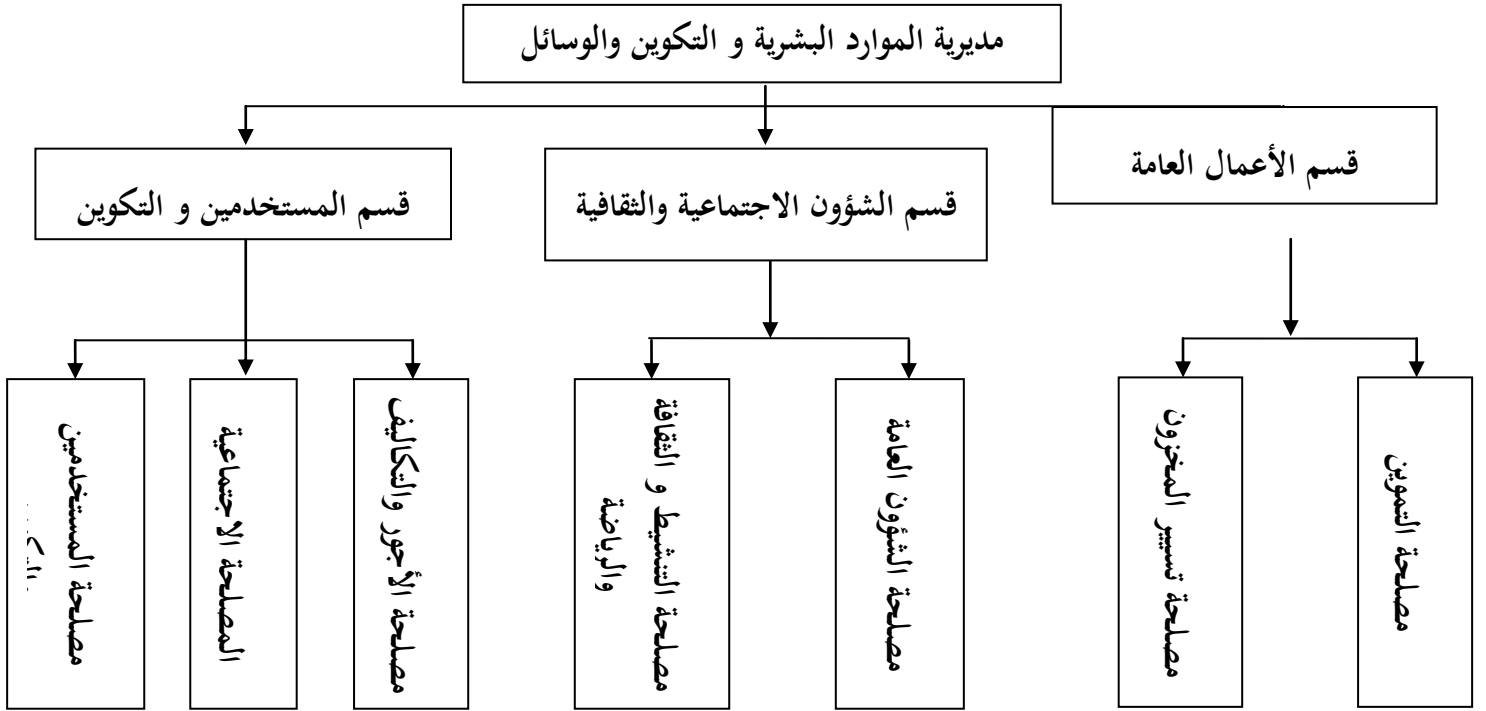 مديرية الموارد البشرية و التكوين والوسائل
قسم الأعمال العامة
قسم الشؤون الاجتماعية والثقافية
قسم المستخدمين و التكوين
مصلحة التموين
مصلحة تسيير المخزون
مصلحة الشؤون العامة
مصلحة التنشيط و الثقافة
والرياضة
مصلحة الأجور والتكاليف
المصلحة الاجتماعية
مصلحة المستخدمين